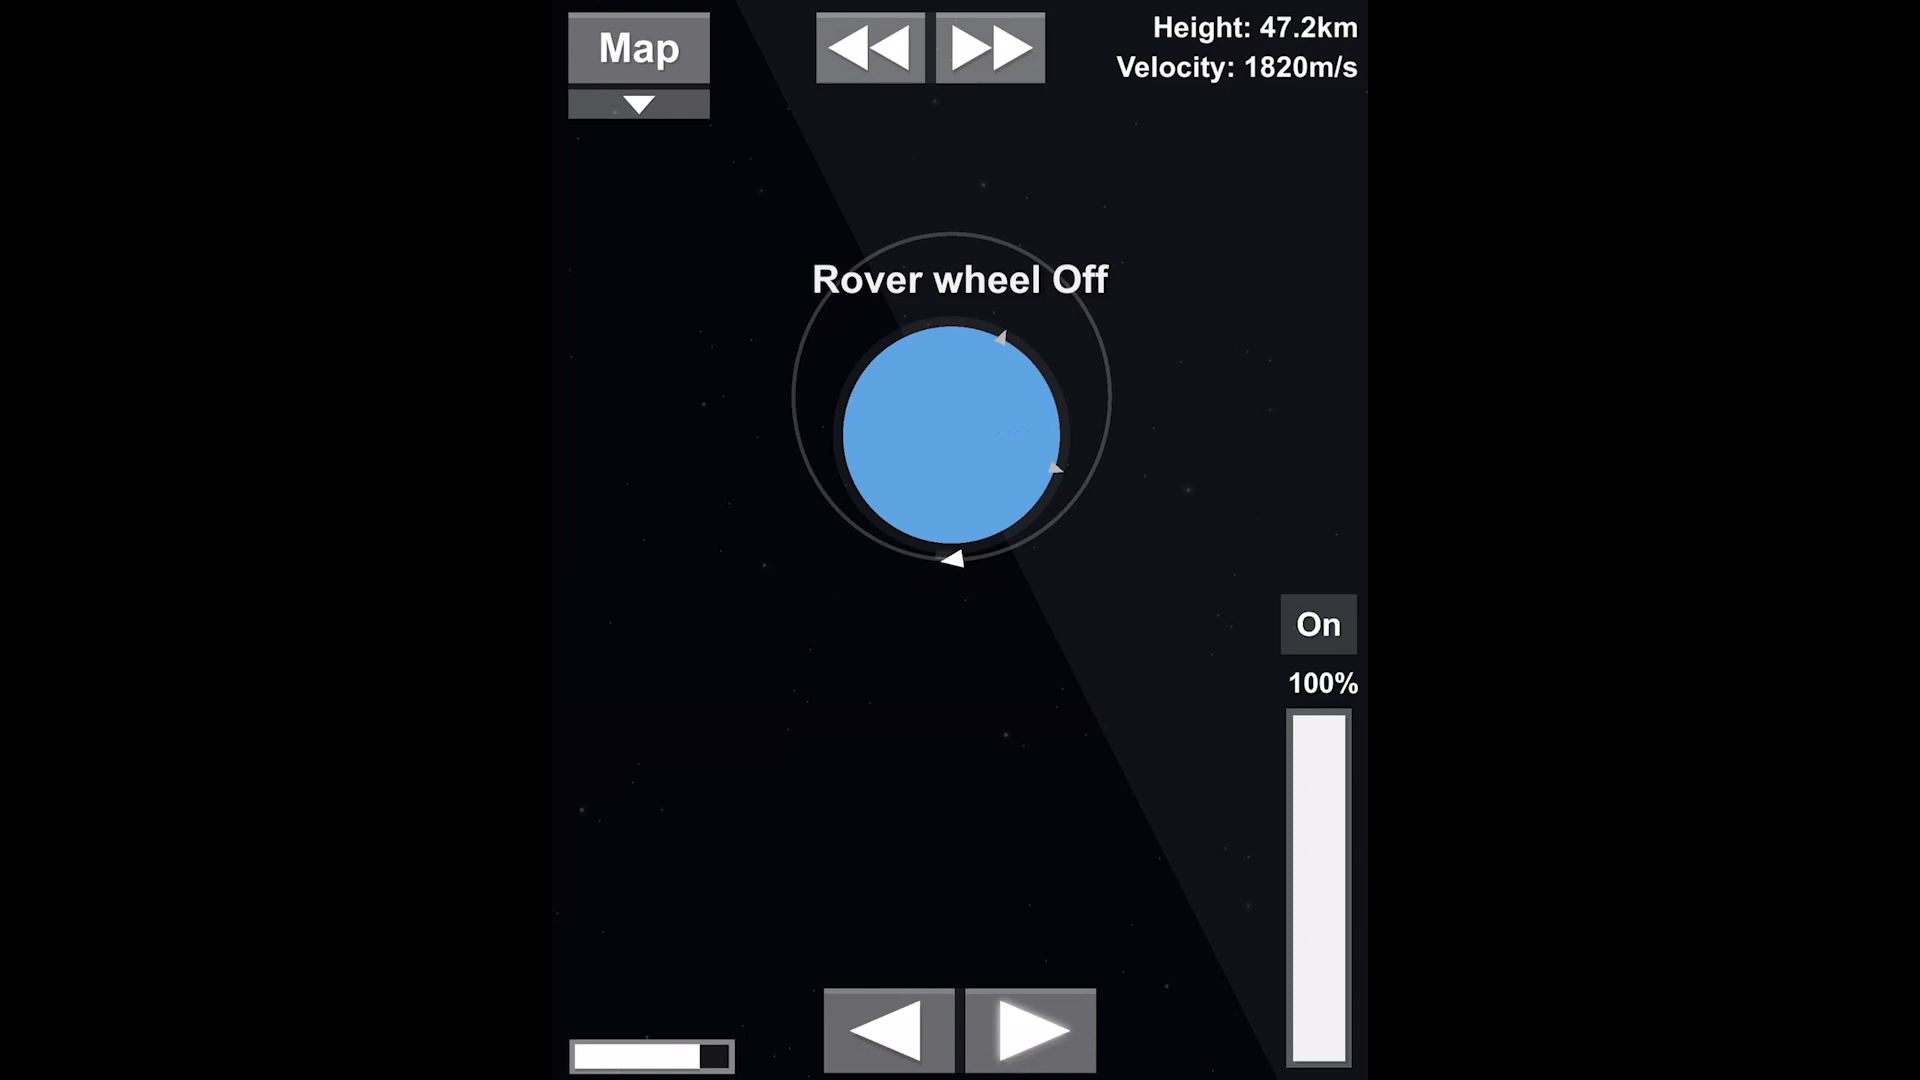 Map
Height: 47.2km
Velocity: 1820m/s
Rover wheel Off
On
100%